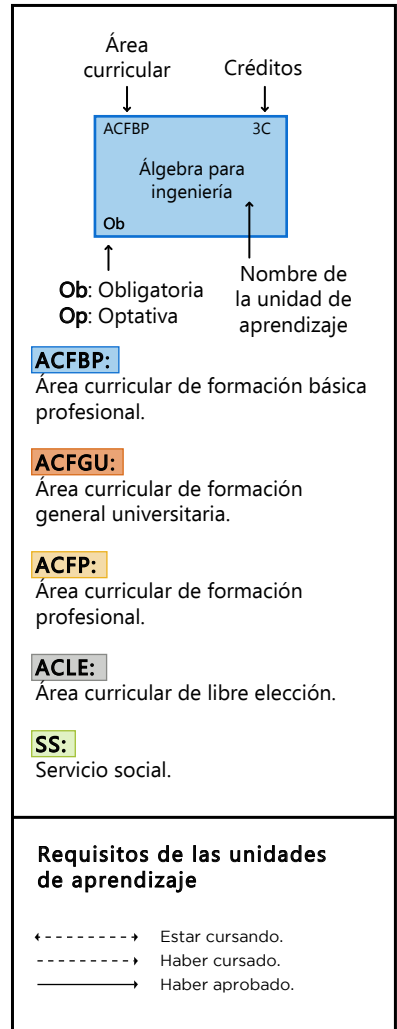 Área
curricular
Créditos
ACFBP 3C
Álgebra para
ingeniería
Ob
Ob: Obligatoria
Op: Optativa
Nombre de
la unidad de
aprendizaje
ACFBP:
Área curricular de formación básica
profesional.
ACFGU:
Área curricular de formación
general universitaria.
ACFP:
Área curricular de formación
profesional.
ACLE:
Área curricular de libre elección.
SS:
Servicio social.
Requisitos de las unidades
de aprendizaje
Estar cursando.
Haber cursado.
Haber aprobado.